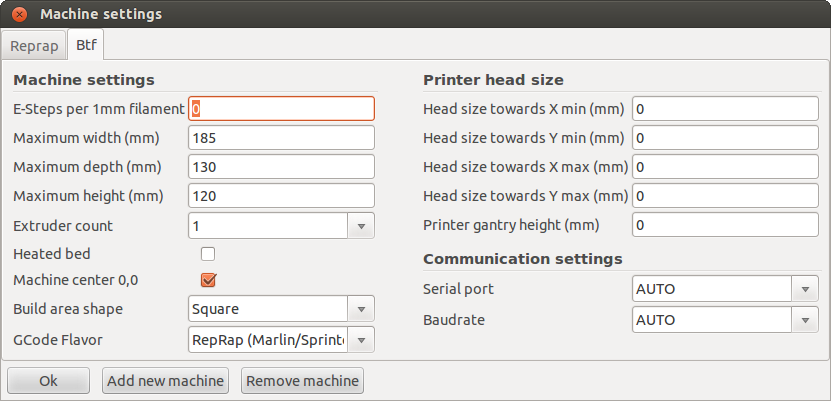 Machine settings
Reprap
Btf
Machine settings
E-Steps per 1mm filament 0
Maximum width (mm) 185
Maximum depth (mm) 130
Maximum height (mm) 120
Extruder count 1
Heated bed
Machine center 0,0
Build area shape Square
GCode Flavor RepRap (Marlin/Sprint
Printer head size
Head size towards X min (mm) 0
Head size towards Y min (mm) 0
Head size towards X max (mm) 0
Head size towards Y max (mm) 0
Printer gantry height (mm) 0
Communication settings
Serial port AUTO
Baudrate AUTO
Ok
Add new machine
Remove machine